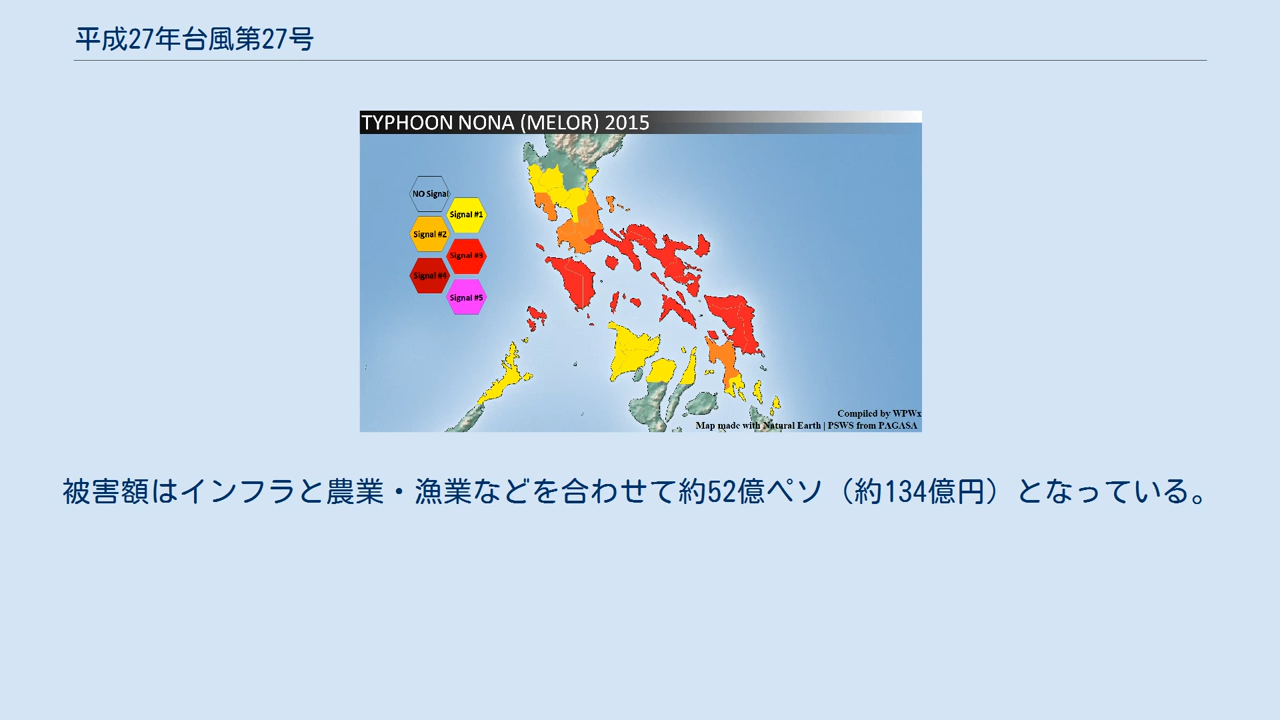 平成27年台風第27号
TYPHOON NONA (MELOR) 2015
NO Signal
Signal #1
Signal #2
Signal #3
Signal #4
Signal #5
Compiled by WPWx
Map made with Natural Earth | PSWS from PAGASA
被害額はインフラと農業・漁業などを合わせて約52億ペソ（約134億円）となっている。